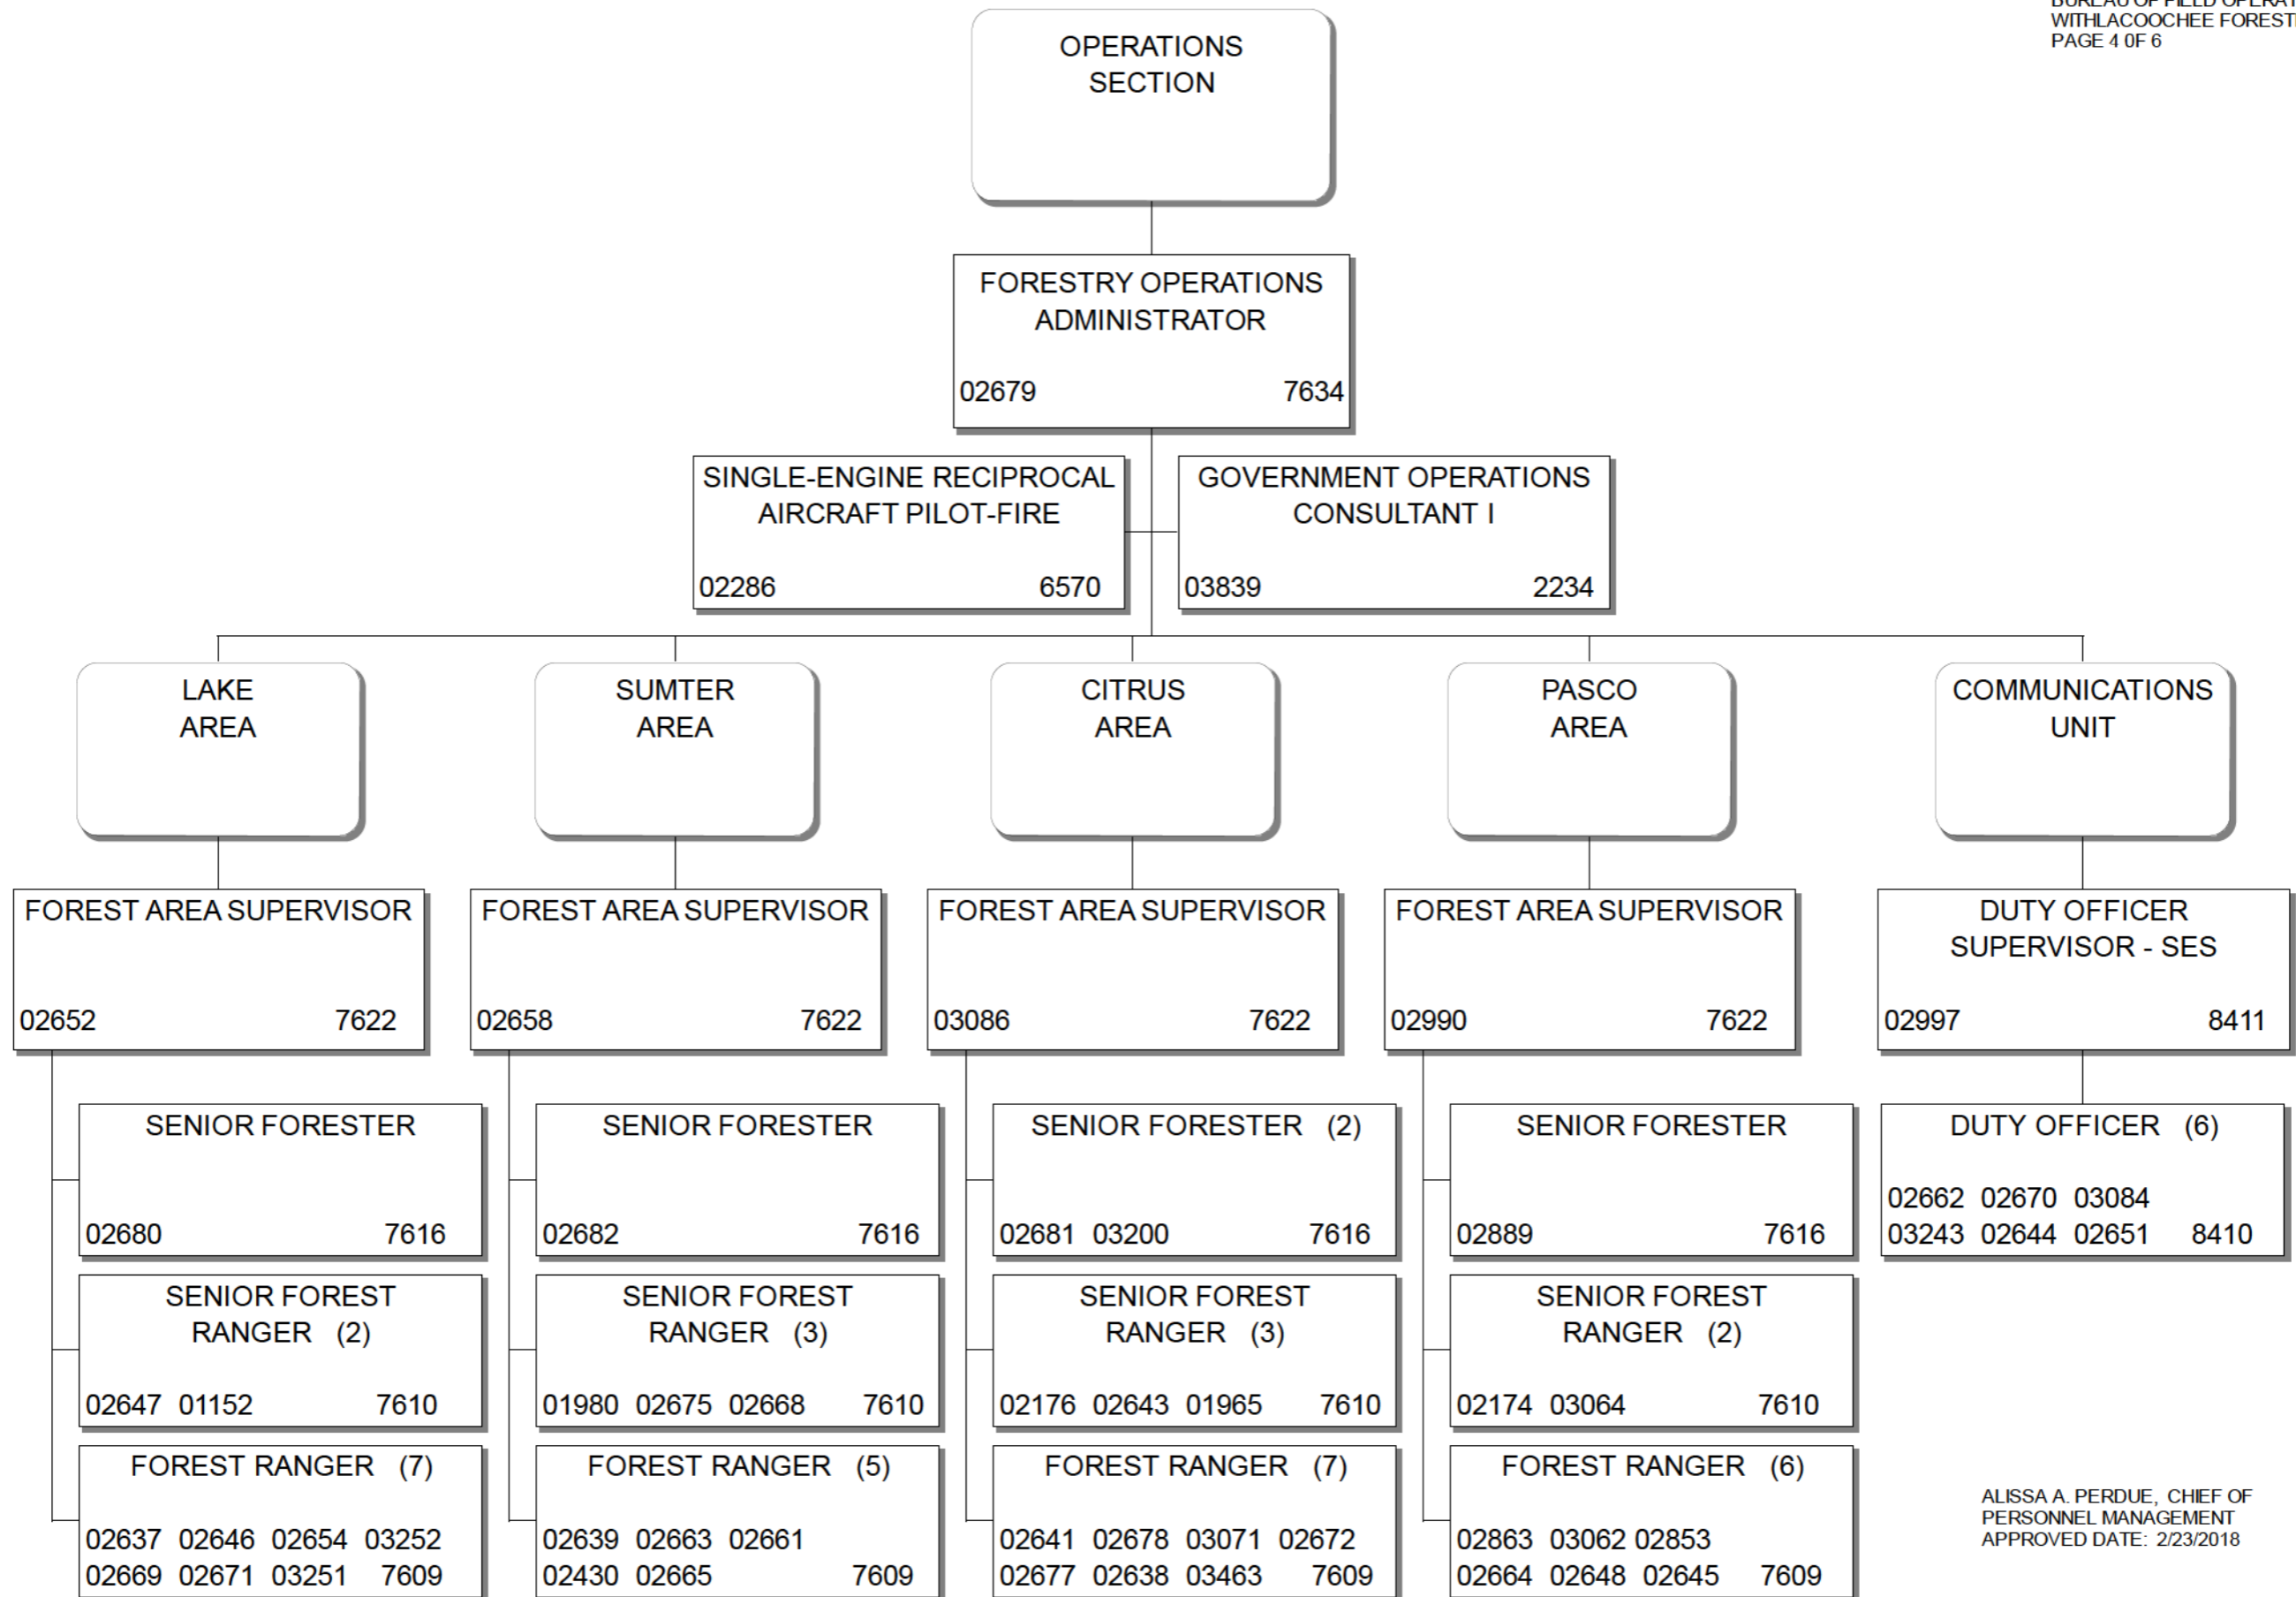 BUREAU OF FIELD
WITHLACOOCHEE
PAGE 4 0F 6
OPERATIONS
SECTION
FORESTRY OPERATIONS
ADMINISTRATOR
02679 7634
SINGLE-ENGINE RECIPROCAL
AIRCRAFT PILOT-FIRE
02286 6570
GOVERNMENT OPERATIONS
CONSULTANT I
03839 2234
LAKE
AREA
SUMTER
AREA
CITRUS
AREA
PASCO
AREA
COMMUNICATIONS
UNIT
FOREST AREA SUPERVISOR
02652 7622
FOREST AREA SUPERVISOR
02658 7622
FOREST AREA SUPERVISOR
03086 7622
FOREST AREA SUPERVISOR
02990 7622
DUTY OFFICER
SUPERVISOR - SES
02997 8411
SENIOR FORESTER
02680 7616
SENIOR FORESTER
02682 7616
SENIOR FORESTER (2)
02681 03200 7616
SENIOR FORESTER
02889 7616
DUTY OFFICER (6)
02662 02670 03084
03243 02644 02651 8410
SENIOR FOREST
RANGER (2)
02647 01152 7610
SENIOR FOREST
RANGER (3)
01980 02675 02668 7610
SENIOR FOREST
RANGER (3)
02176 02643 01965 7610
SENIOR FOREST
RANGER (2)
02174 03064 7610
FOREST RANGER (7)
02637 02646 02654 03252
02669 02671 03251 7609
FOREST RANGER (5)
02639 02663 02661
02430 02665 7609
FOREST RANGER (7)
02641 02678 03071 02672
02677 02638 03463 7609
FOREST RANGER (6)
02863 03062 02853
02664 02648 02645 7609
ALISSA A. PERDUE, CHIEF OF
PERSONNEL MANAGEMENT
APPROVED DATE: 2/23/2018